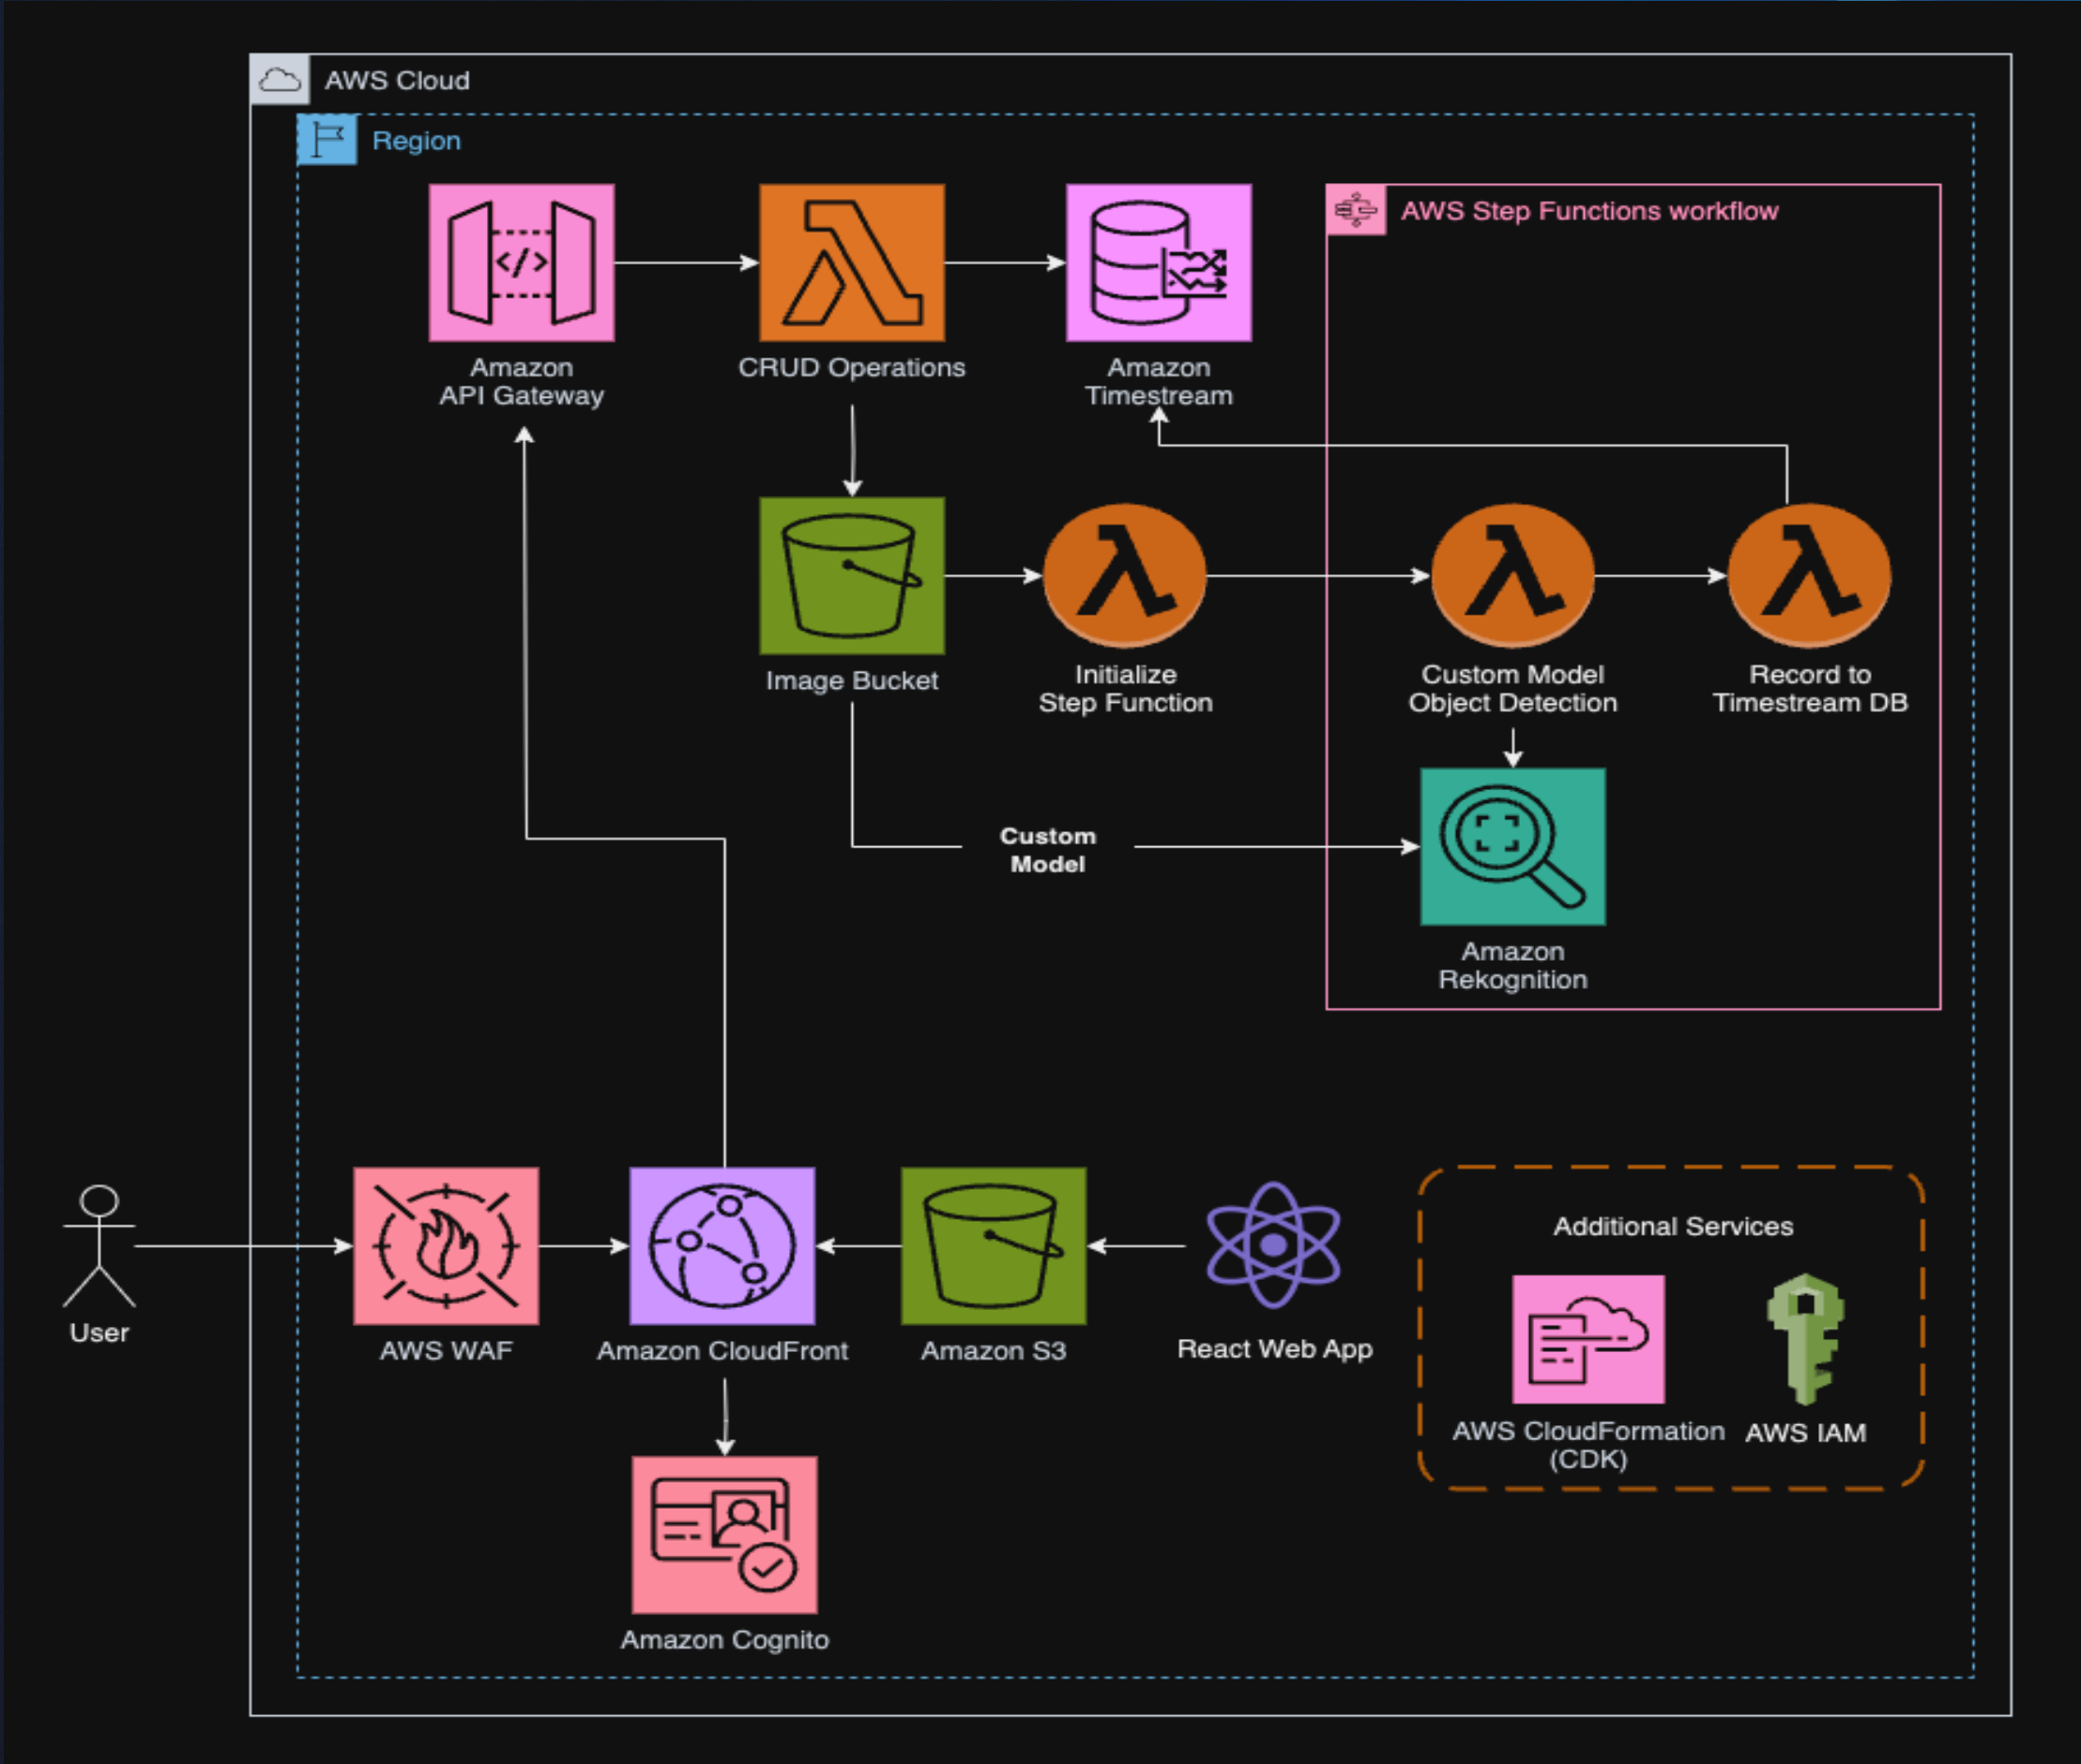 AWS Cloud
Region
AWS Step Functions workflow
</>
Amazon
API Gateway
CRUD Operations
Amazon
Timestream
Image Bucket
Initialize
Step Function
Custom Model
Object Detection
Record to
Timestream DB
Custom
Model
Amazon
Rekognition
User
AWS WAF
Amazon CloudFront
Amazon S3
React Web App
Additional Services
AWS CloudFormation
(CDK)
AWS IAM
Amazon Cognito